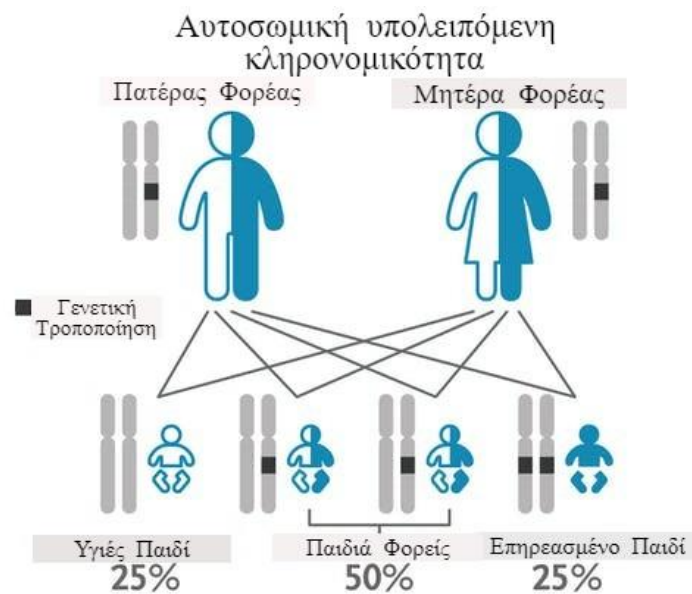 Αυτοσωμική υπολειπόμενη
κληρονομικότητα
Πατέρας Φορέας
Μητέρα Φορέας
Γενετική
Τροποποίηση
Υγιές Παιδί
Παιδιά Φορείς
Επηρεασμένο Παιδί
25%
50%
25%